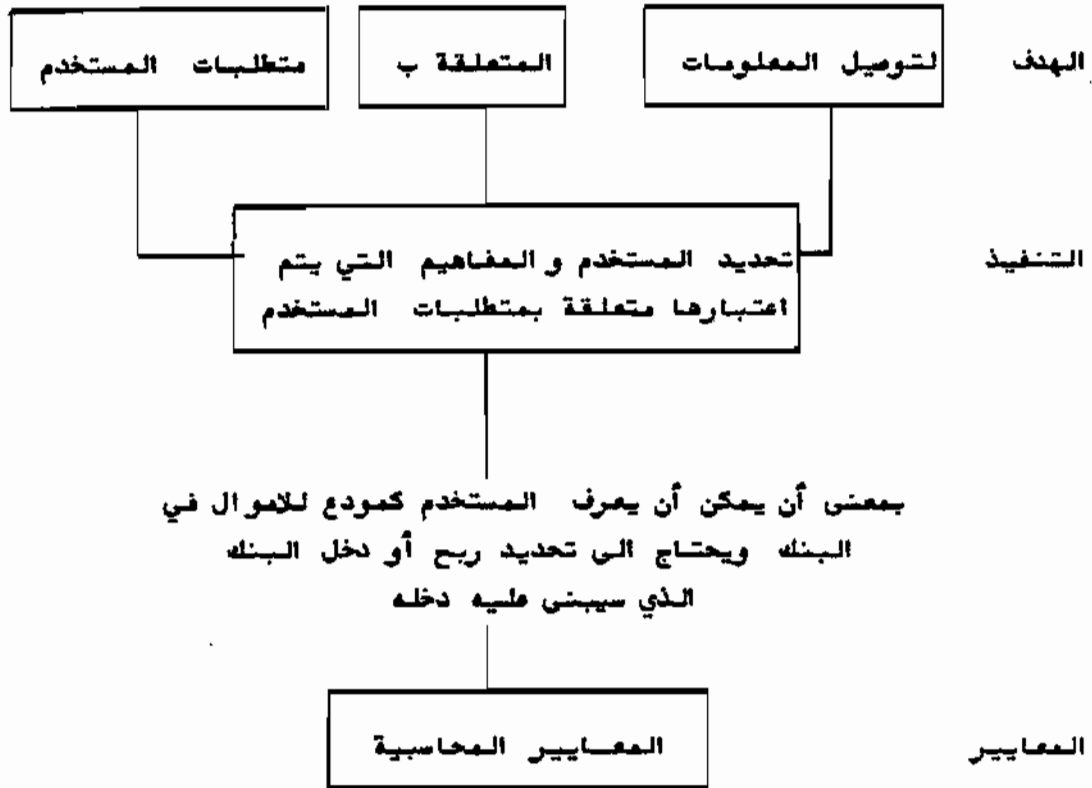 الهدف لتوصيل المعلومات المتعلقة ب متطلبات المستخدم
التنفيذ تحديد المستخدم و المفاهيم التي يتم
اعتبارها متعلقة بمتطلبات المستخدم
بمعنى أن يمكن أن يعرف المستخدم كمودع للاموال في
البنك ويحتاج الى تحديد ربح أو دخل البنك
الذي سيبنى عليه دخله
المعايير المعايير المحاسبية